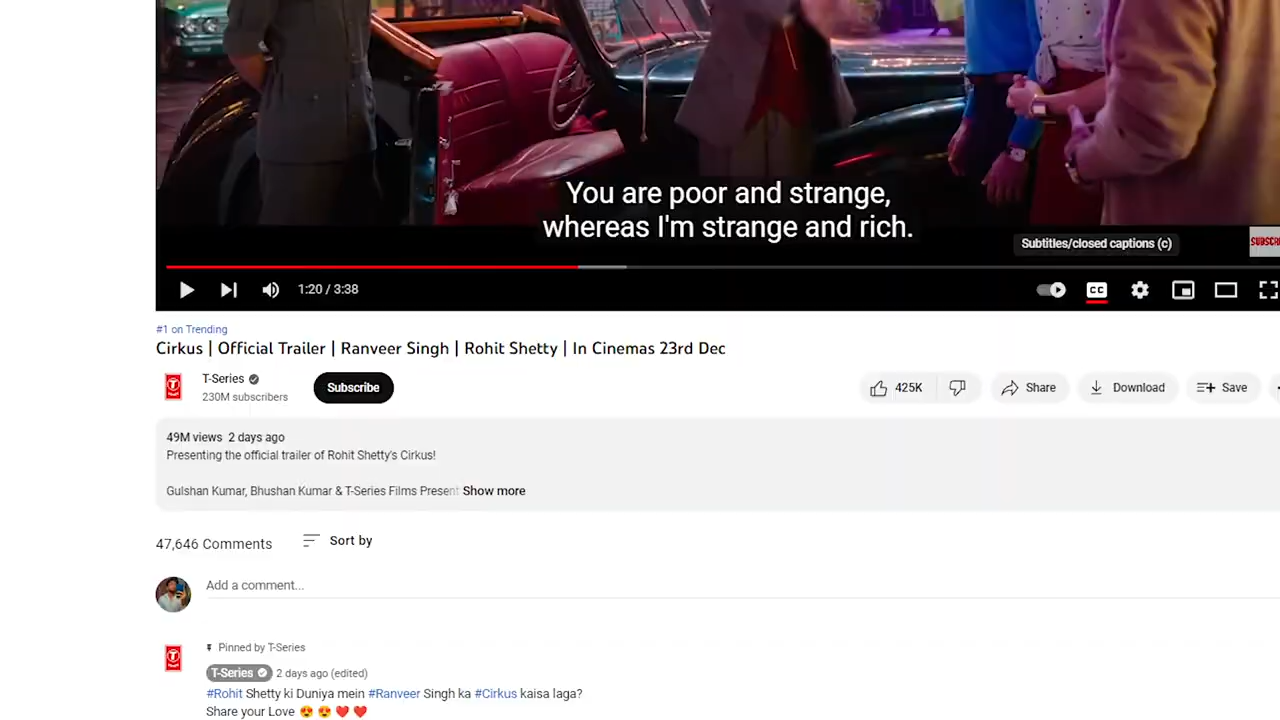 You are poor and strange,
whereas I'm strange and rich.
Subtitles/closed captions (c)
1:20 / 3:38
CC
#1 on Trending
Cirkus | Official Trailer | Ranveer Singh | Rohit Shetty | In Cinemas 23rd Dec
T-Series
230M subscribers
Subscribe
425K
Share
Download
Save
49M views 2 days ago
Presenting the official trailer of Rohit Shetty's Cirkus!
Gulshan Kumar, Bhushan Kumar & T-Series Films Present Show more
47,646 Comments
Sort by
Add a comment...
Pinned by T-Series
T-Series 2 days ago (edited)
#Rohit Shetty ki Duniya mein #Ranveer Singh ka #Cirkus kaisa laga?
Share your Love 😍 😍 ❤️ ❤️